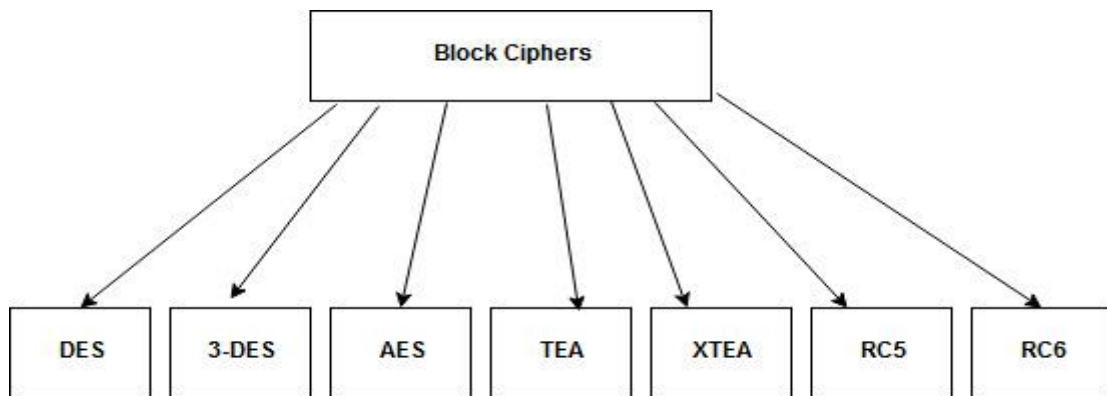 Block Ciphers
DES
3-DES
AES
TEA
XTEA
RC5
RC6